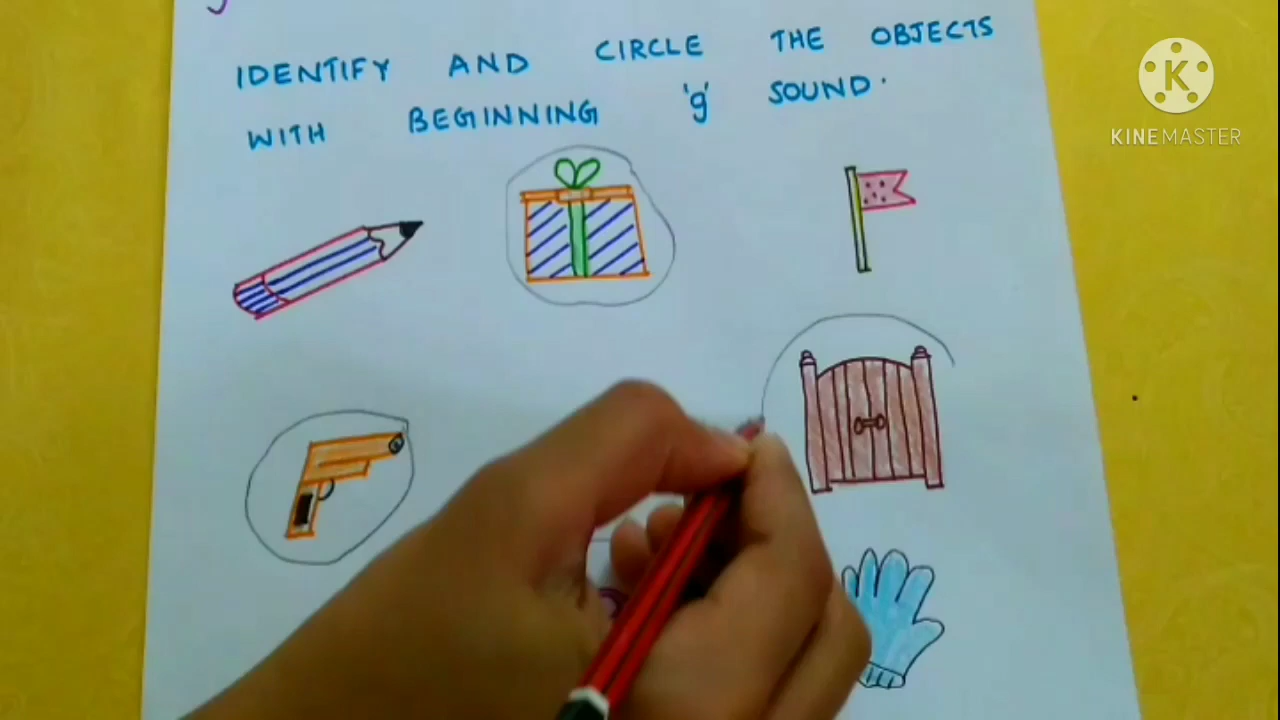 IDENTIFY AND CIRCLE THE OBJECTS
WITH BEGINNING 'g' SOUND.
K
KINEMASTER